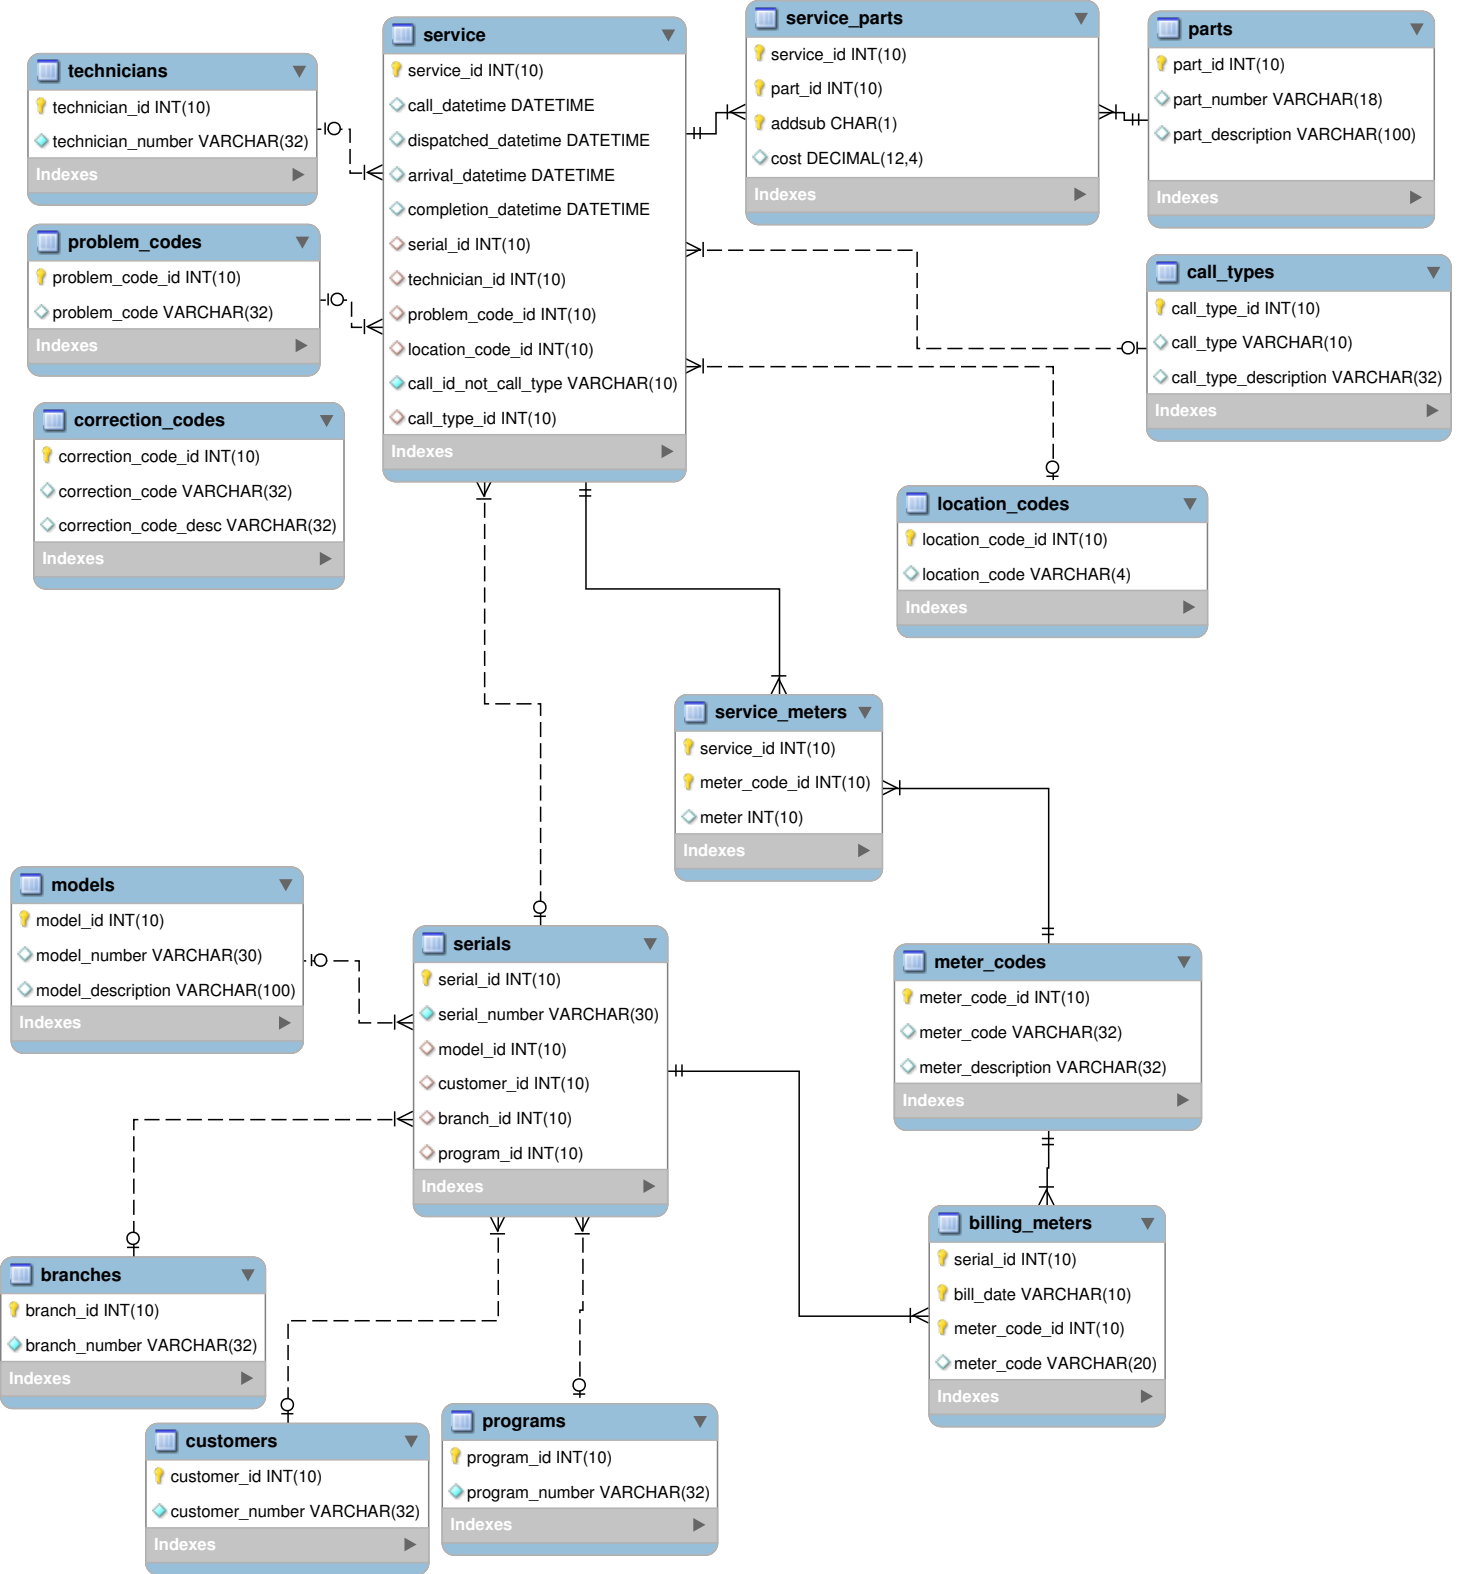 technicians
technician_id INT(10)
technician_number VARCHAR(32)
Indexes
problem_codes
problem_code_id INT(10)
problem_code VARCHAR(32)
Indexes
correction_codes
correction_code_id INT(10)
correction_code VARCHAR(32)
correction_code_desc VARCHAR(32)
Indexes
service
service_id INT(10)
call_datetime DATETIME
dispatched_datetime DATETIME
arrival_datetime DATETIME
completion_datetime DATETIME
serial_id INT(10)
technician_id INT(10)
problem_code_id INT(10)
location_code_id INT(10)
call_id_not_call_type VARCHAR(10)
call_type_id INT(10)
Indexes
service_parts
service_id INT(10)
part_id INT(10)
addsub CHAR(1)
cost DECIMAL(12,4)
Indexes
parts
part_id INT(10)
part_number VARCHAR(18)
part_description VARCHAR(100)
Indexes
call_types
call_type_id INT(10)
call_type VARCHAR(10)
call_type_description VARCHAR(32)
Indexes
location_codes
location_code_id INT(10)
location_code VARCHAR(4)
Indexes
service_meters
service_id INT(10)
meter_code_id INT(10)
meter INT(10)
Indexes
models
model_id INT(10)
model_number VARCHAR(30)
model_description VARCHAR(100)
Indexes
serials
serial_id INT(10)
serial_number VARCHAR(30)
model_id INT(10)
customer_id INT(10)
branch_id INT(10)
program_id INT(10)
Indexes
meter_codes
meter_code_id INT(10)
meter_code VARCHAR(32)
meter_description VARCHAR(32)
Indexes
billing_meters
serial_id INT(10)
bill_date VARCHAR(10)
meter_code_id INT(10)
meter_code VARCHAR(20)
Indexes
branches
branch_id INT(10)
branch_number VARCHAR(32)
Indexes
customers
customer_id INT(10)
customer_number VARCHAR(32)
Indexes
programs
program_id INT(10)
program_number VARCHAR(32)
Indexes